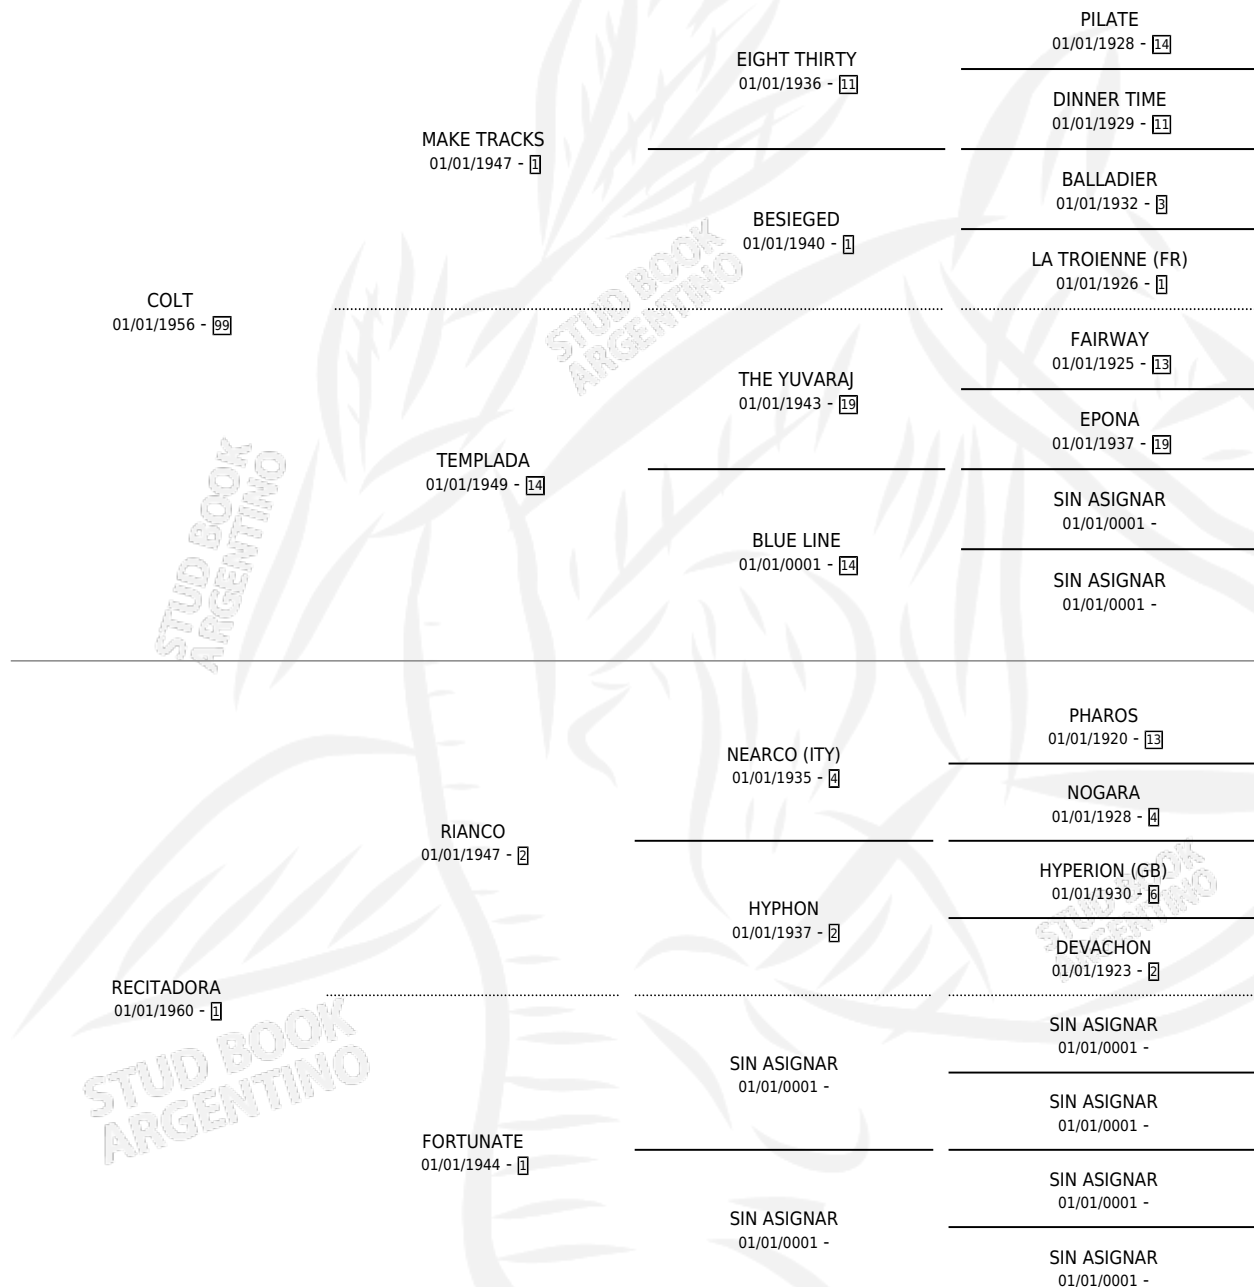 PILATE
01/01/1928 - 14
EIGHT THIRTY
01/01/1936 - 11
DINNER TIME
01/01/1929 - 11
MAKE TRACKS
01/01/1947 - 1
BALLADIER
01/01/1932 - 3
BESIEGED
01/01/1940 - 1
LA TROIENNE (FR)
01/01/1926 - 1
COLT
01/01/1956 - 99
FAIRWAY
01/01/1925 - 13
THE YUVARAJ
01/01/1943 - 19
EPONA
01/01/1937 - 19
TEMPLADA
01/01/1949 - 14
SIN ASIGNAR
01/01/0001 -
BLUE LINE
01/01/0001 - 14
SIN ASIGNAR
01/01/0001 -
PHAROS
01/01/1920 - 13
NEARCO (ITY)
01/01/1935 - 4
NOGARA
01/01/1928 - 4
RIANCO
01/01/1947 - 2
HYPERION (GB)
01/01/1930 - 6
HYPHON
01/01/1937 - 2
DEVACHON
01/01/1923 - 2
RECITADORA
01/01/1960 - 1
SIN ASIGNAR
01/01/0001 -
SIN ASIGNAR
01/01/0001 -
SIN ASIGNAR
01/01/0001 -
FORTUNATE
01/01/1944 - 1
SIN ASIGNAR
01/01/0001 -
SIN ASIGNAR
01/01/0001 -
SIN ASIGNAR
01/01/0001 -
STUD BOOK
ARGENTINO
STUD BOOK
ARGENTINO
STUD BOOK
ARGENTINO
STUD BOOK
ARGENTINO